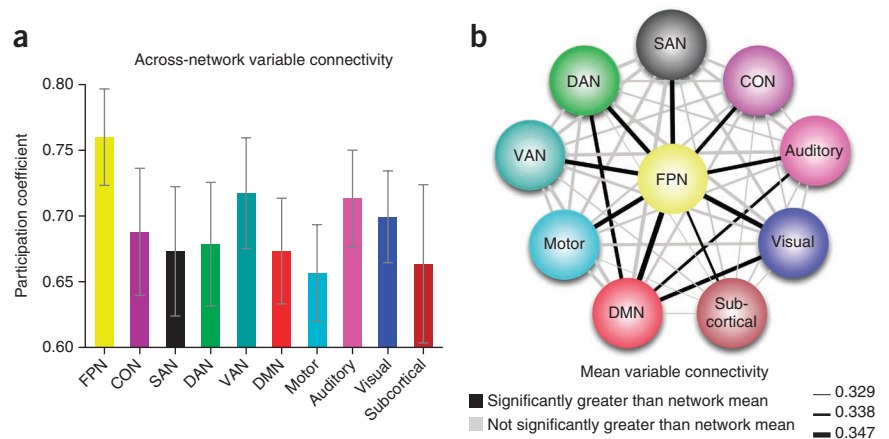 a
Across-network variable connectivity
Participation coefficient
0.80
0.75
0.70
0.65
0.60
FPN
CON
SAN
DAN
VAN
DMN
Motor
Auditory
Visual
Subcortical
b
SAN
DAN
CON
VAN
Auditory
FPN
Motor
Visual
DMN
Sub-
cortical
Mean variable connectivity
Significantly greater than network mean
Not significantly greater than network mean
0.329
0.338
0.347